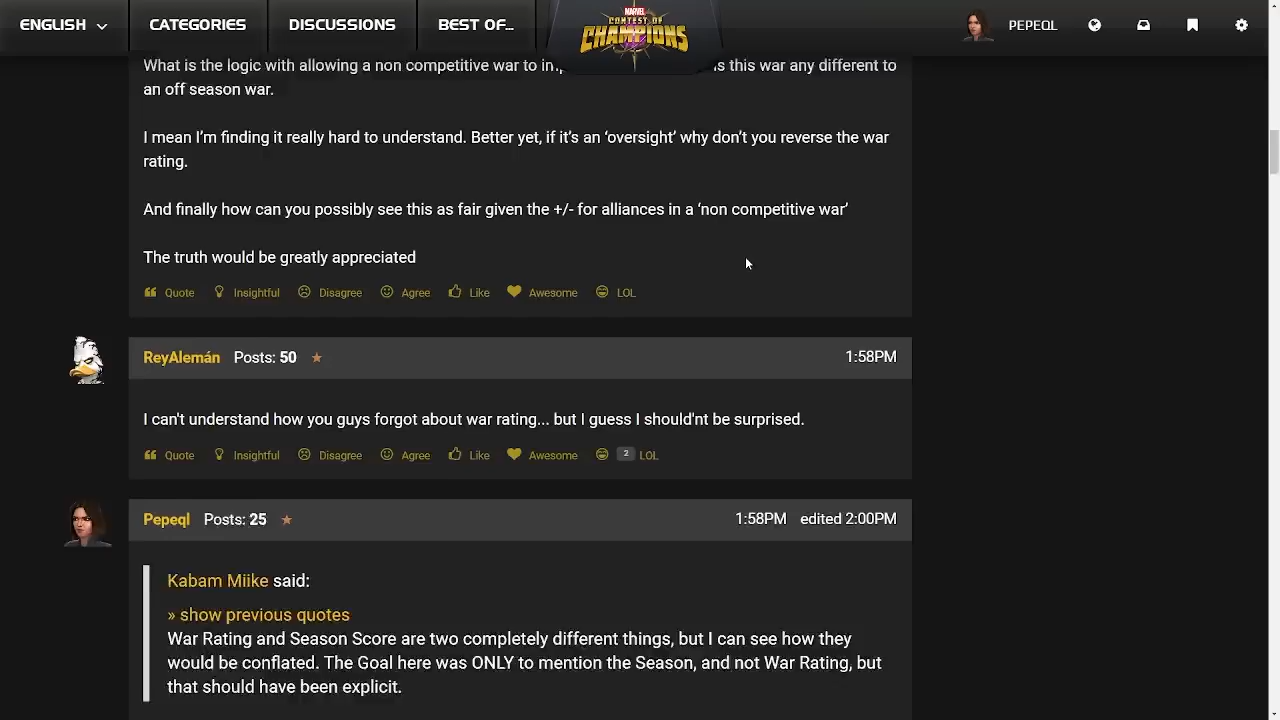 ENGLISH CATEGORIES DISCUSSIONS BEST OF... MARVEL CONTEST OF CHAMPIONS PEPEQL
What is the logic with allowing a non competitive war to is this war any different to
an off season war.
I mean I'm finding it really hard to understand. Better yet, if it's an ‘oversight’ why don't you reverse the war
rating.
And finally how can you possibly see this as fair given the +/- for alliances in a ‘non competitive war’
The truth would be greatly appreciated
Quote Insightful Disagree Agree Like Awesome LOL
ReyAlemán Posts: 50 1:58PM
I can't understand how you guys forgot about war rating... but I guess I should'nt be surprised.
Quote Insightful Disagree Agree Like Awesome 2 LOL
Pepeql Posts: 25 1:58PM edited 2:00PM
Kabam Miike said:
» show previous quotes
War Rating and Season Score are two completely different things, but I can see how they
would be conflated. The Goal here was ONLY to mention the Season, and not War Rating, but
that should have been explicit.